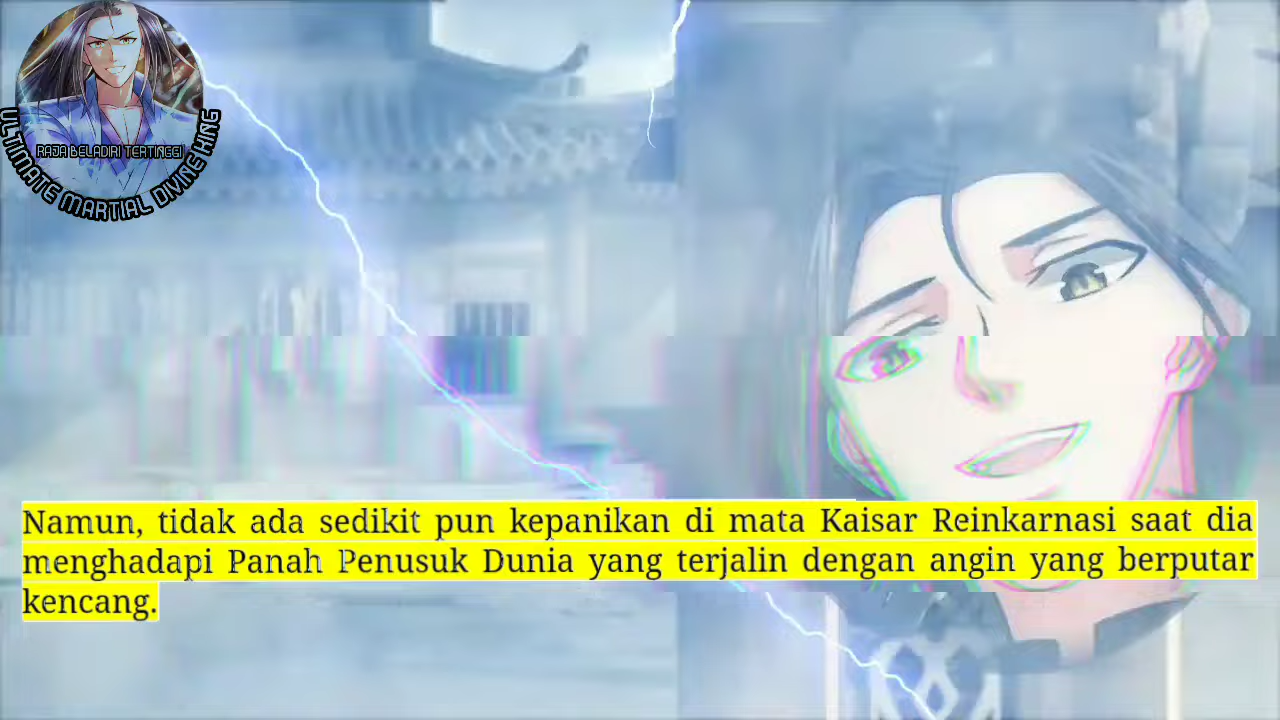 RAJA BELADIRI TERTINGGI
ULTIMATE MARTIAL DIVINE KING
Namun, tidak ada sedikit pun kepanikan di mata Kaisar Reinkarnasi saat dia
menghadapi Panah Penusuk Dunia yang terjalin dengan angin yang berputar
kencang.